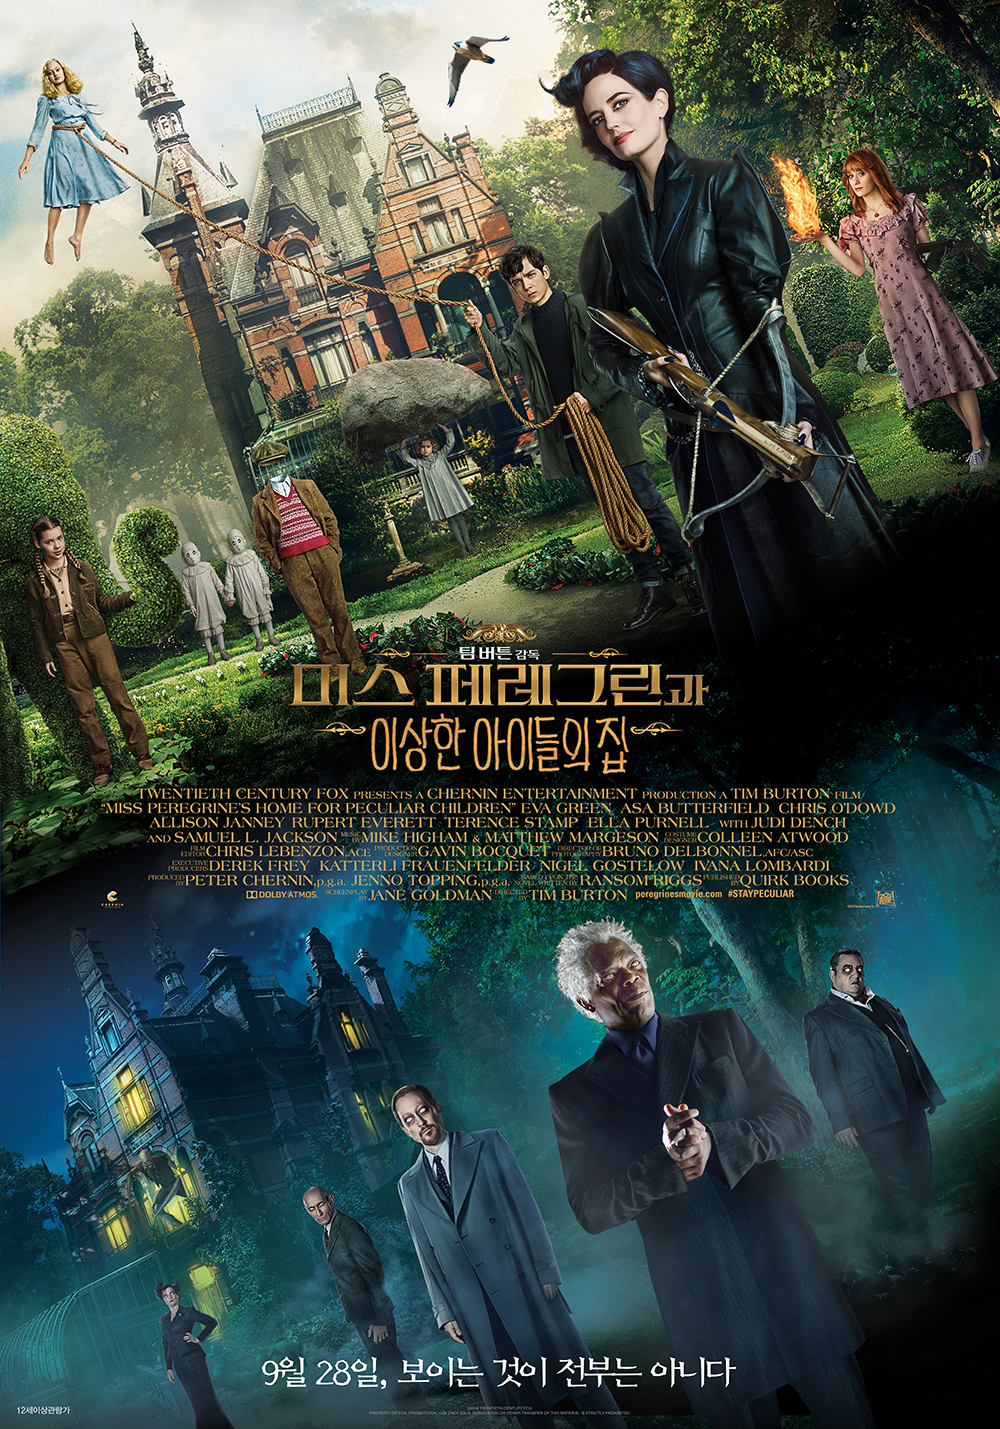 팀 버튼 감독
미스 페레그린과
이상한 아이들의 집
TWENTIETH CENTURY FOX PRESENTS A CHERNIN ENTERTAINMENT PRODUCTION A TIM BURTON FILM
"MISS PEREGRINE'S HOME FOR PECULIAR CHILDREN" EVA GREEN ASA BUTTERFIELD CHRIS O'DOWD
ALLISON JANNEY RUPERT EVERETT TERENCE STAMP ELLA PURNELL WITH JUDI DENCH
AND SAMUEL L. JACKSON MUSIC BY MIKE HIGHAM & MATTHEW MARGESON COSTUME DESIGNER COLLEEN ATWOOD
FILM EDITOR CHRIS LEBENZON, ACE PRODUCTION DESIGNER GAVIN BOCQUET DIRECTOR OF PHOTOGRAPHY BRUNO DELBONNEL, AFC/ASC
EXECUTIVE PRODUCERS DEREK FREY KATTERLI FRAUENFELDER NIGEL GOSTELOW IVANA LOMBARDI
PRODUCED BY PETER CHERNIN, p.g.a. JENNO TOPPING, p.g.a. BASED UPON THE NOVEL WRITTEN BY RANSOM RIGGS PUBLISHED BY QUIRK BOOKS
CHERNIN
DOLBY ATMOS SCREENPLAY BY JANE GOLDMAN DIRECTED BY TIM BURTON peregrinesmovie.com #STAYPECULIAR
9월 28일, 보이는 것이 전부는 아니다
12세이상관람가